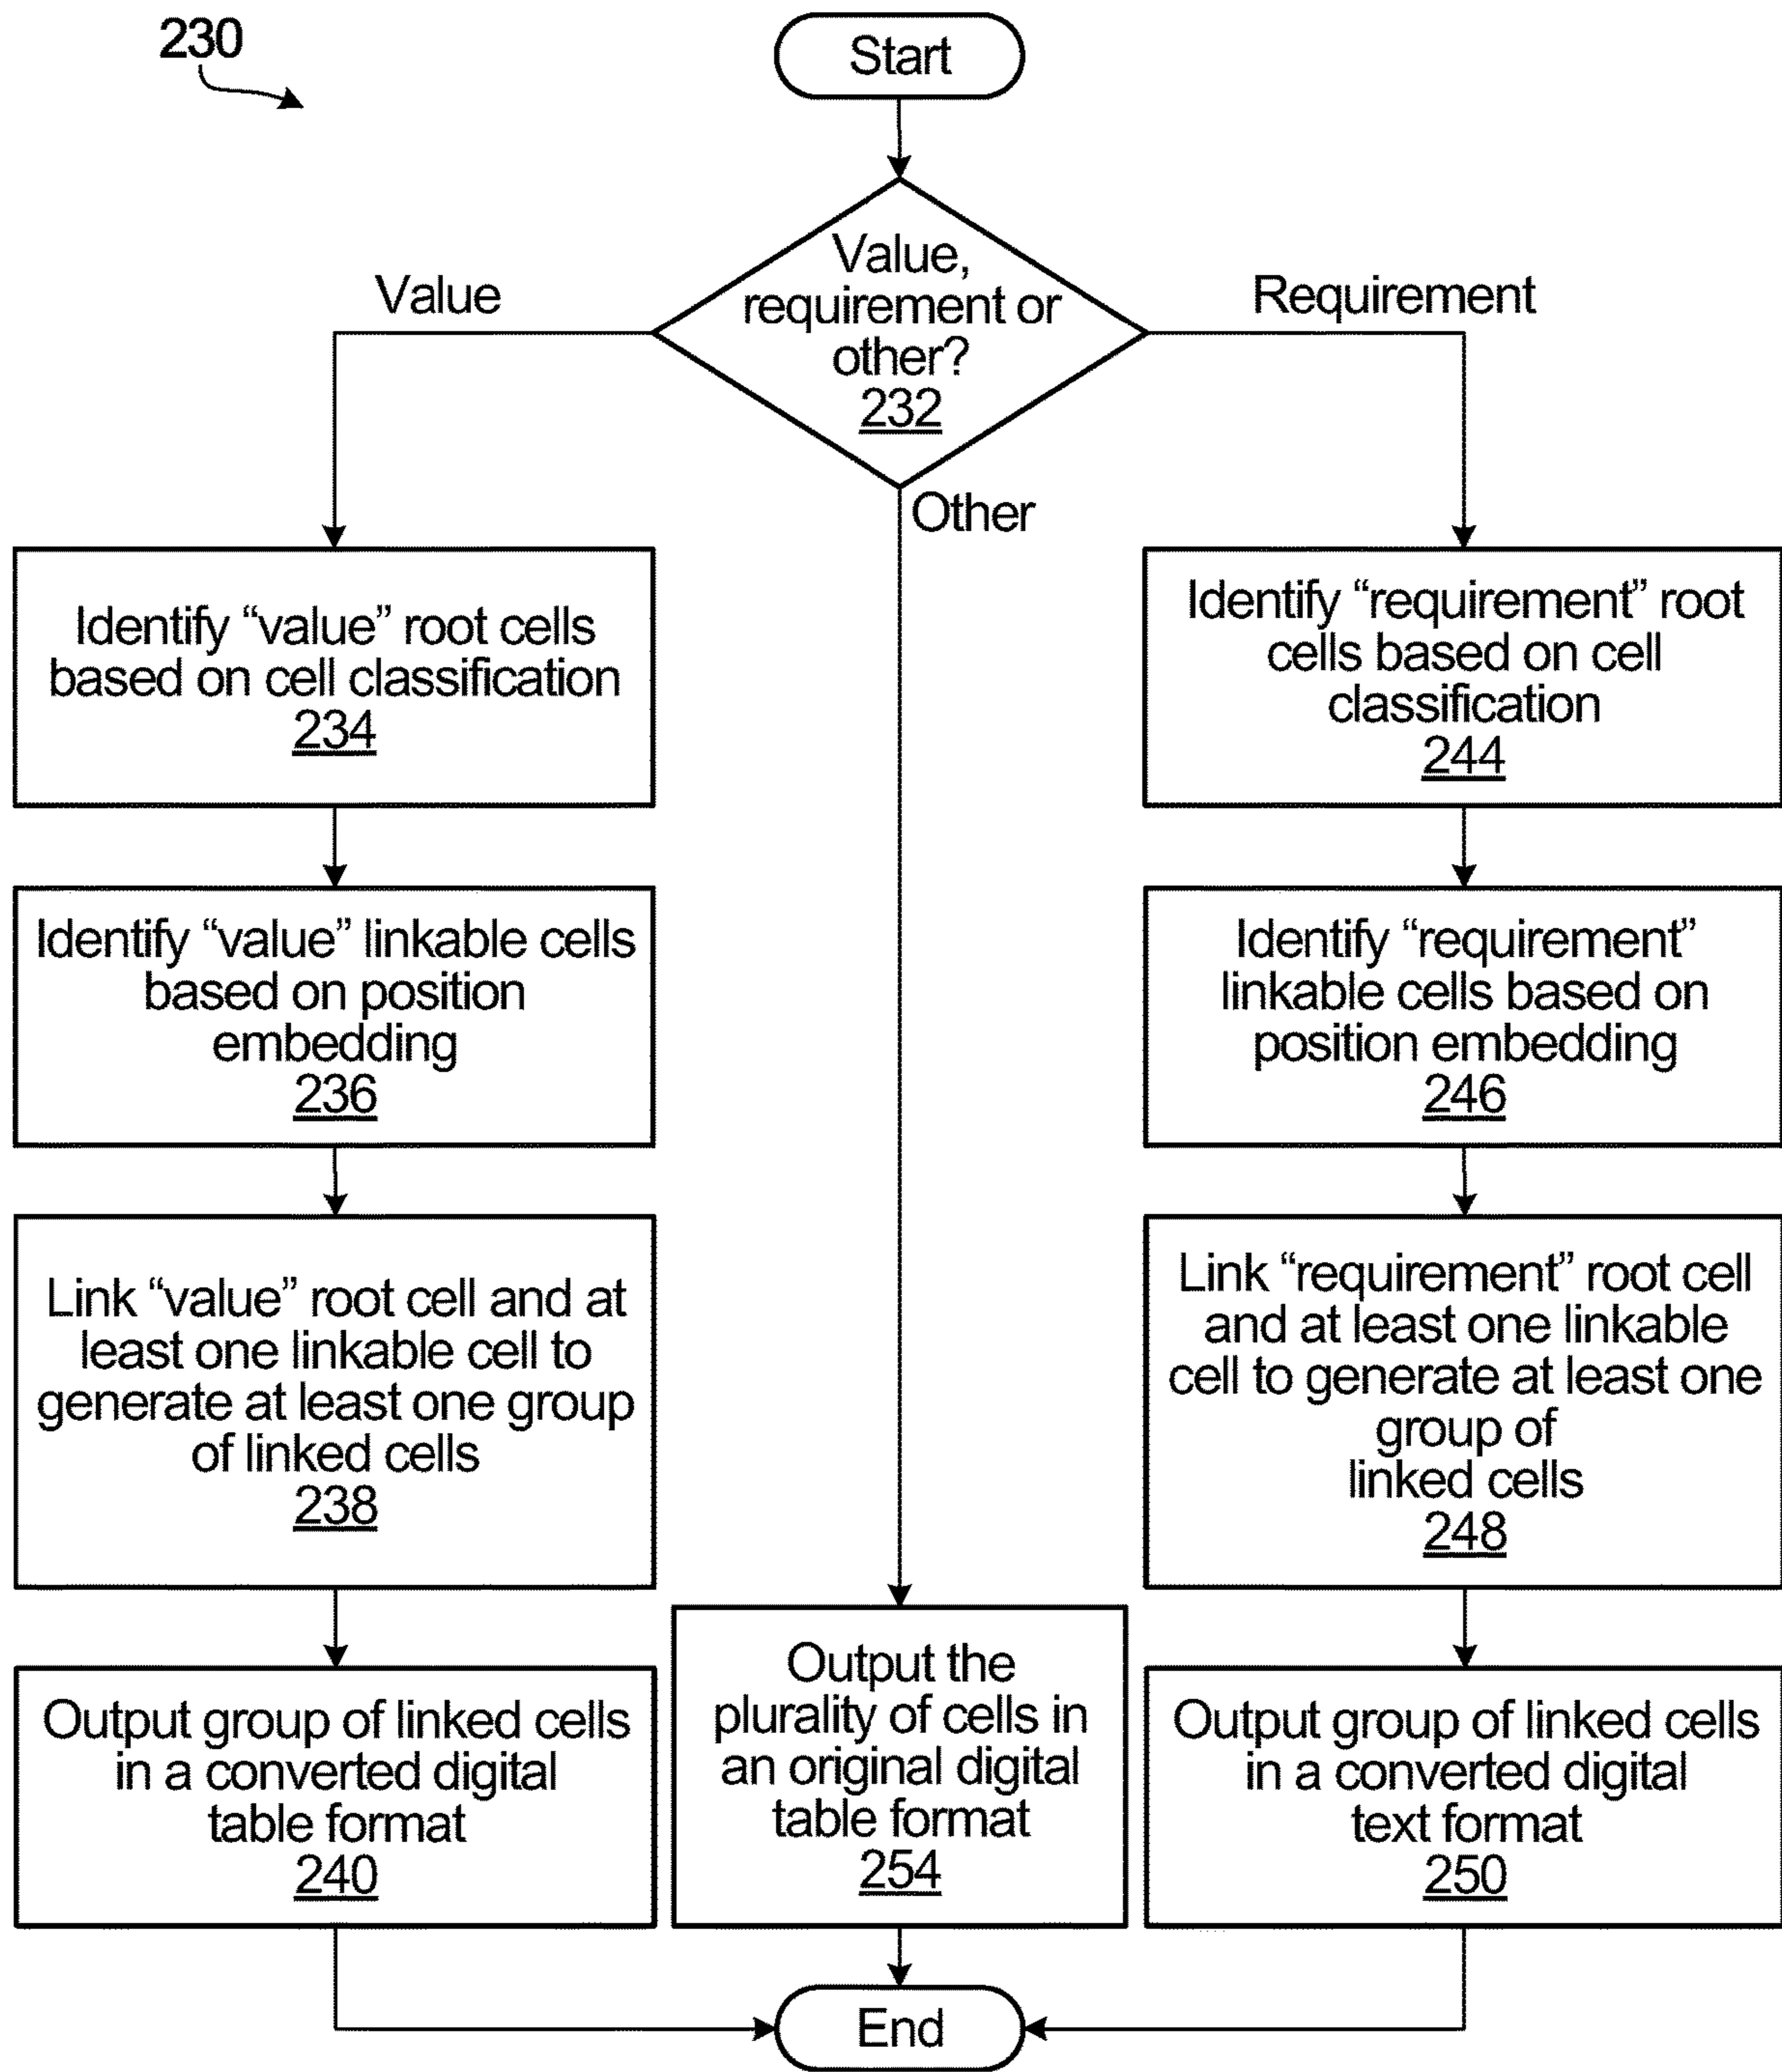 230
Start
Value,
requirement or
other?
232
Value
Requirement
Other
Identify “value” root cells
based on cell classification
234
Identify “requirement” root
cells based on cell
classification
244
Identify “value” linkable cells
based on position
embedding
236
Identify “requirement”
linkable cells based on
position embedding
246
Link “value” root cell and at
least one linkable cell to
generate at least one group
of linked cells
238
Link “requirement” root cell
and at least one linkable
cell to generate at least one
group of
linked cells
248
Output group of linked cells
in a converted digital
table format
240
Output the
plurality of cells in
an original digital
table format
254
Output group of linked cells
in a converted digital
text format
250
End